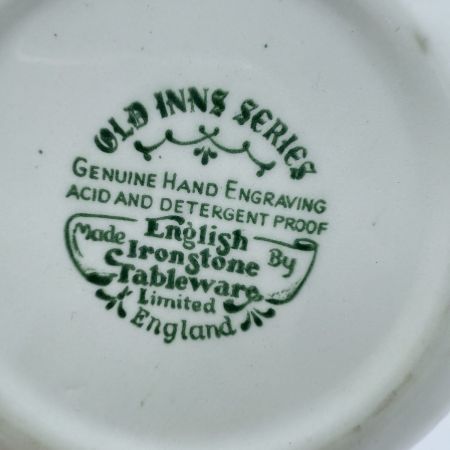 OLD INNS SERIES
GENUINE HAND ENGRAVING
ACID AND DETERGENT PROOF
Made English By
Ironstone
Tableware
Limited
England